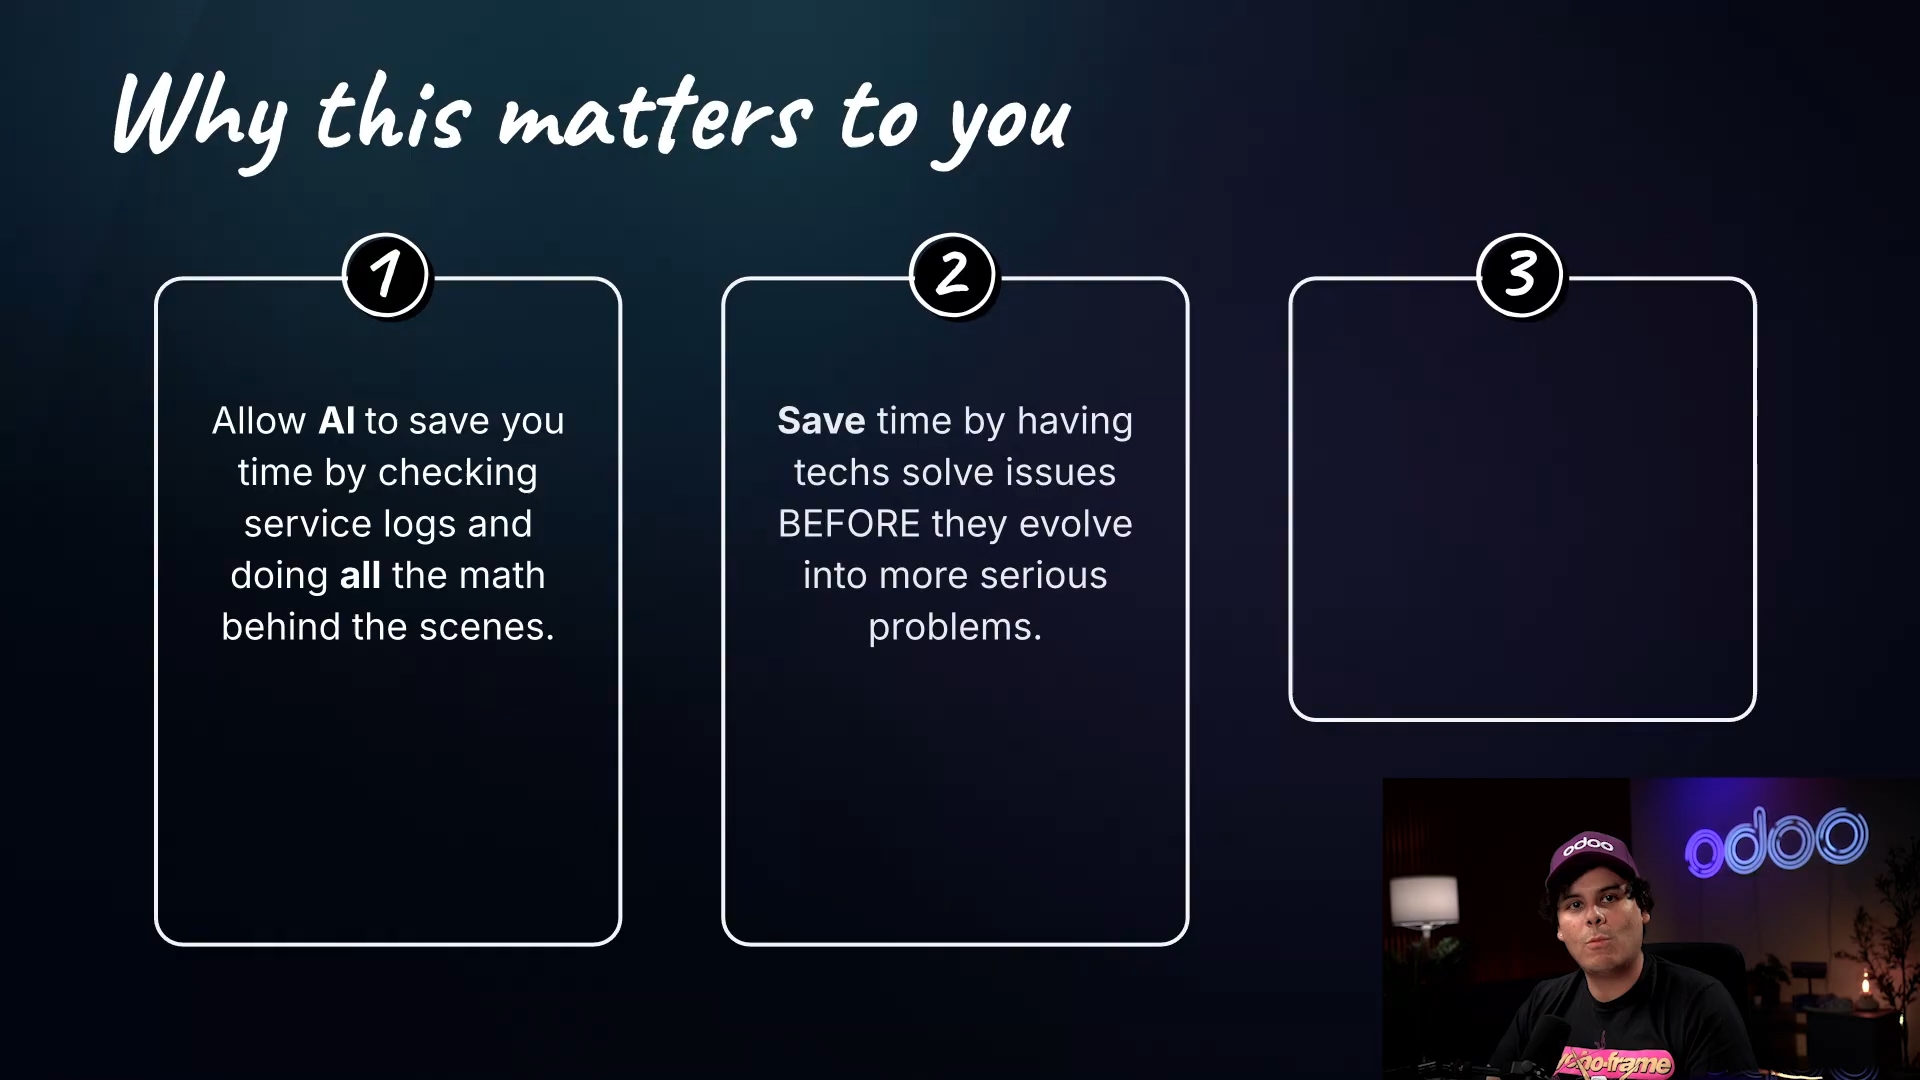 Why this matters to you
1
Allow AI to save you
time by checking
service logs and
doing all the math
behind the scenes.
2
Save time by having
techs solve issues
BEFORE they evolve
into more serious
problems.
3
odoo
odoo